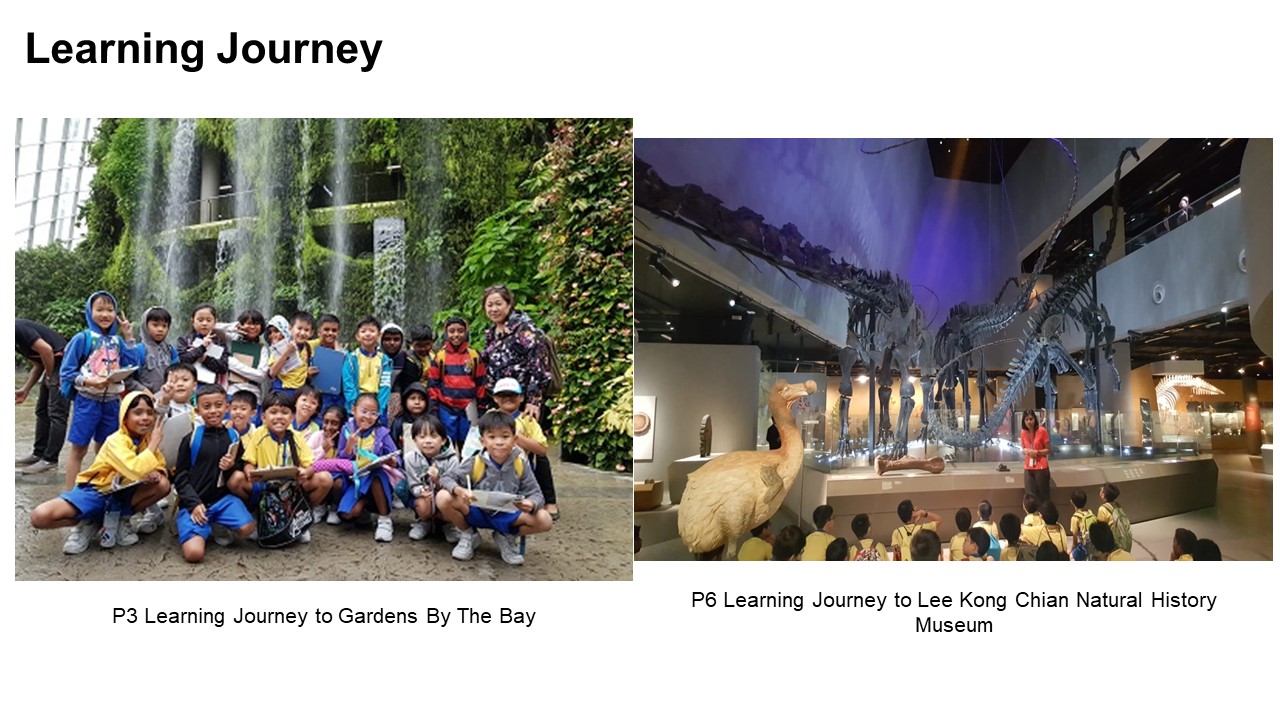 Learning Journey
P3 Learning Journey to Gardens By The Bay
P6 Learning Journey to Lee Kong Chian Natural History
Museum